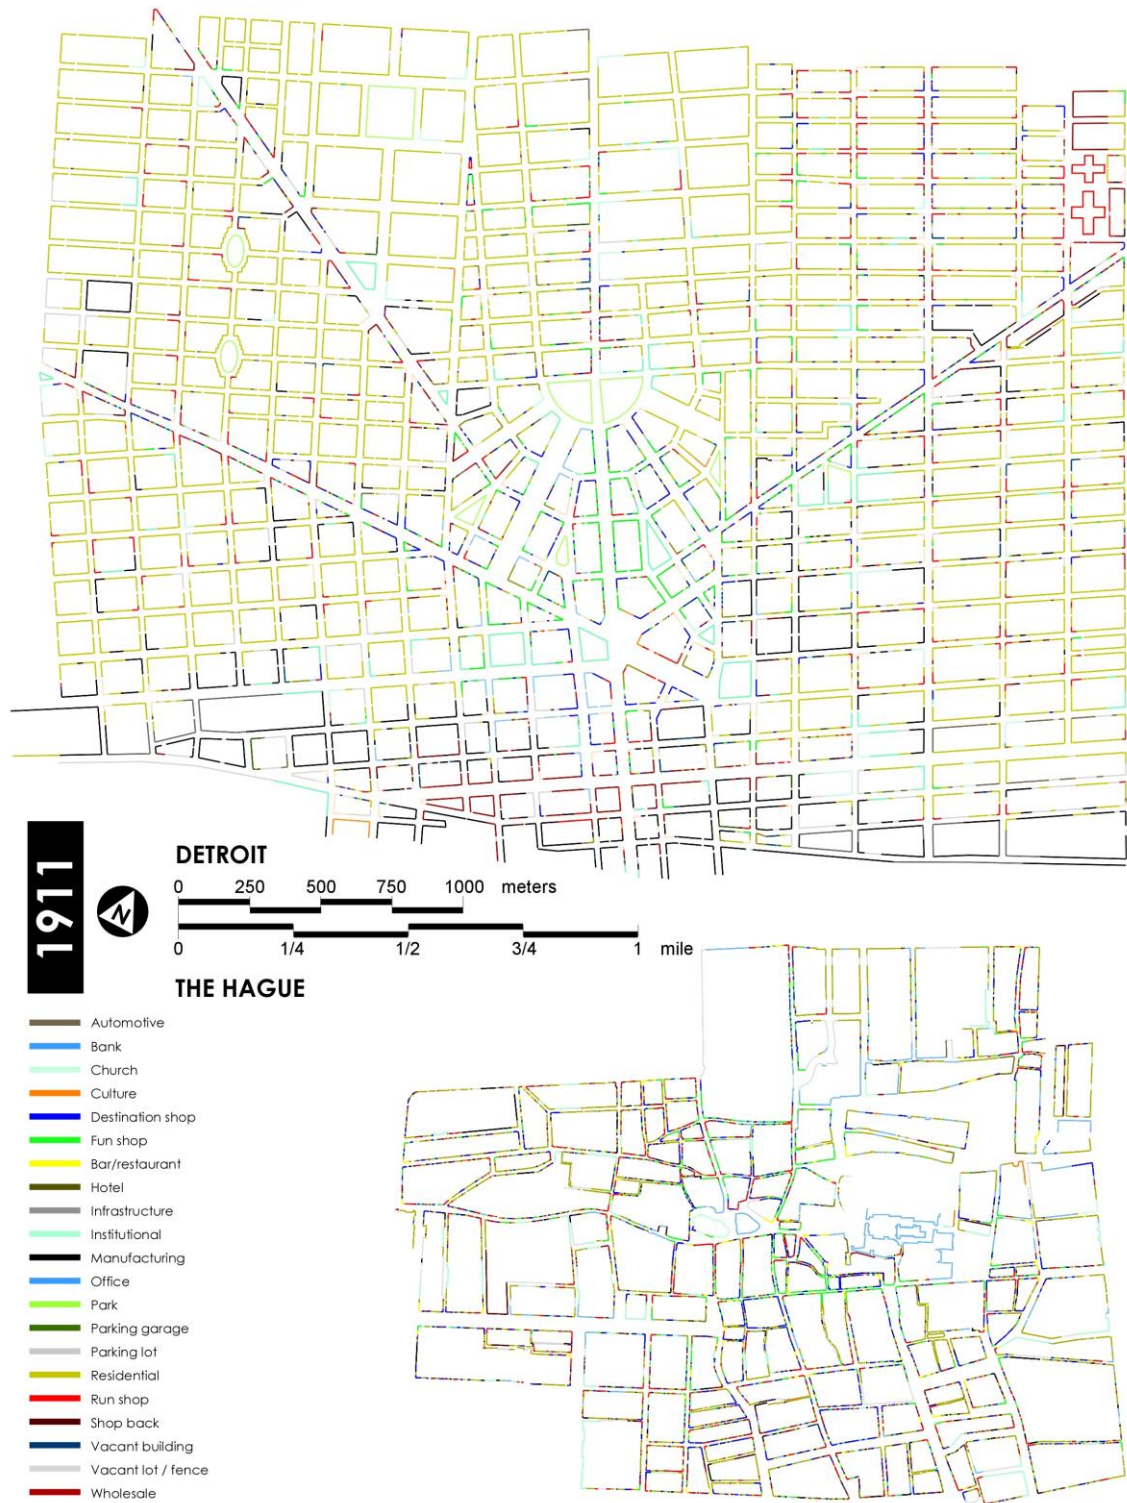 1911
N
DETROIT
0 250 500 750 1000 meters
0 1/4 1/2 3/4 1 mile
THE HAGUE
Automotive
Bank
Church
Culture
Destination shop
Fun shop
Bar/restaurant
Hotel
Infrastructure
Institutional
Manufacturing
Office
Park
Parking garage
Parking lot
Residential
Run shop
Shop back
Vacant building
Vacant lot / fence
Wholesale